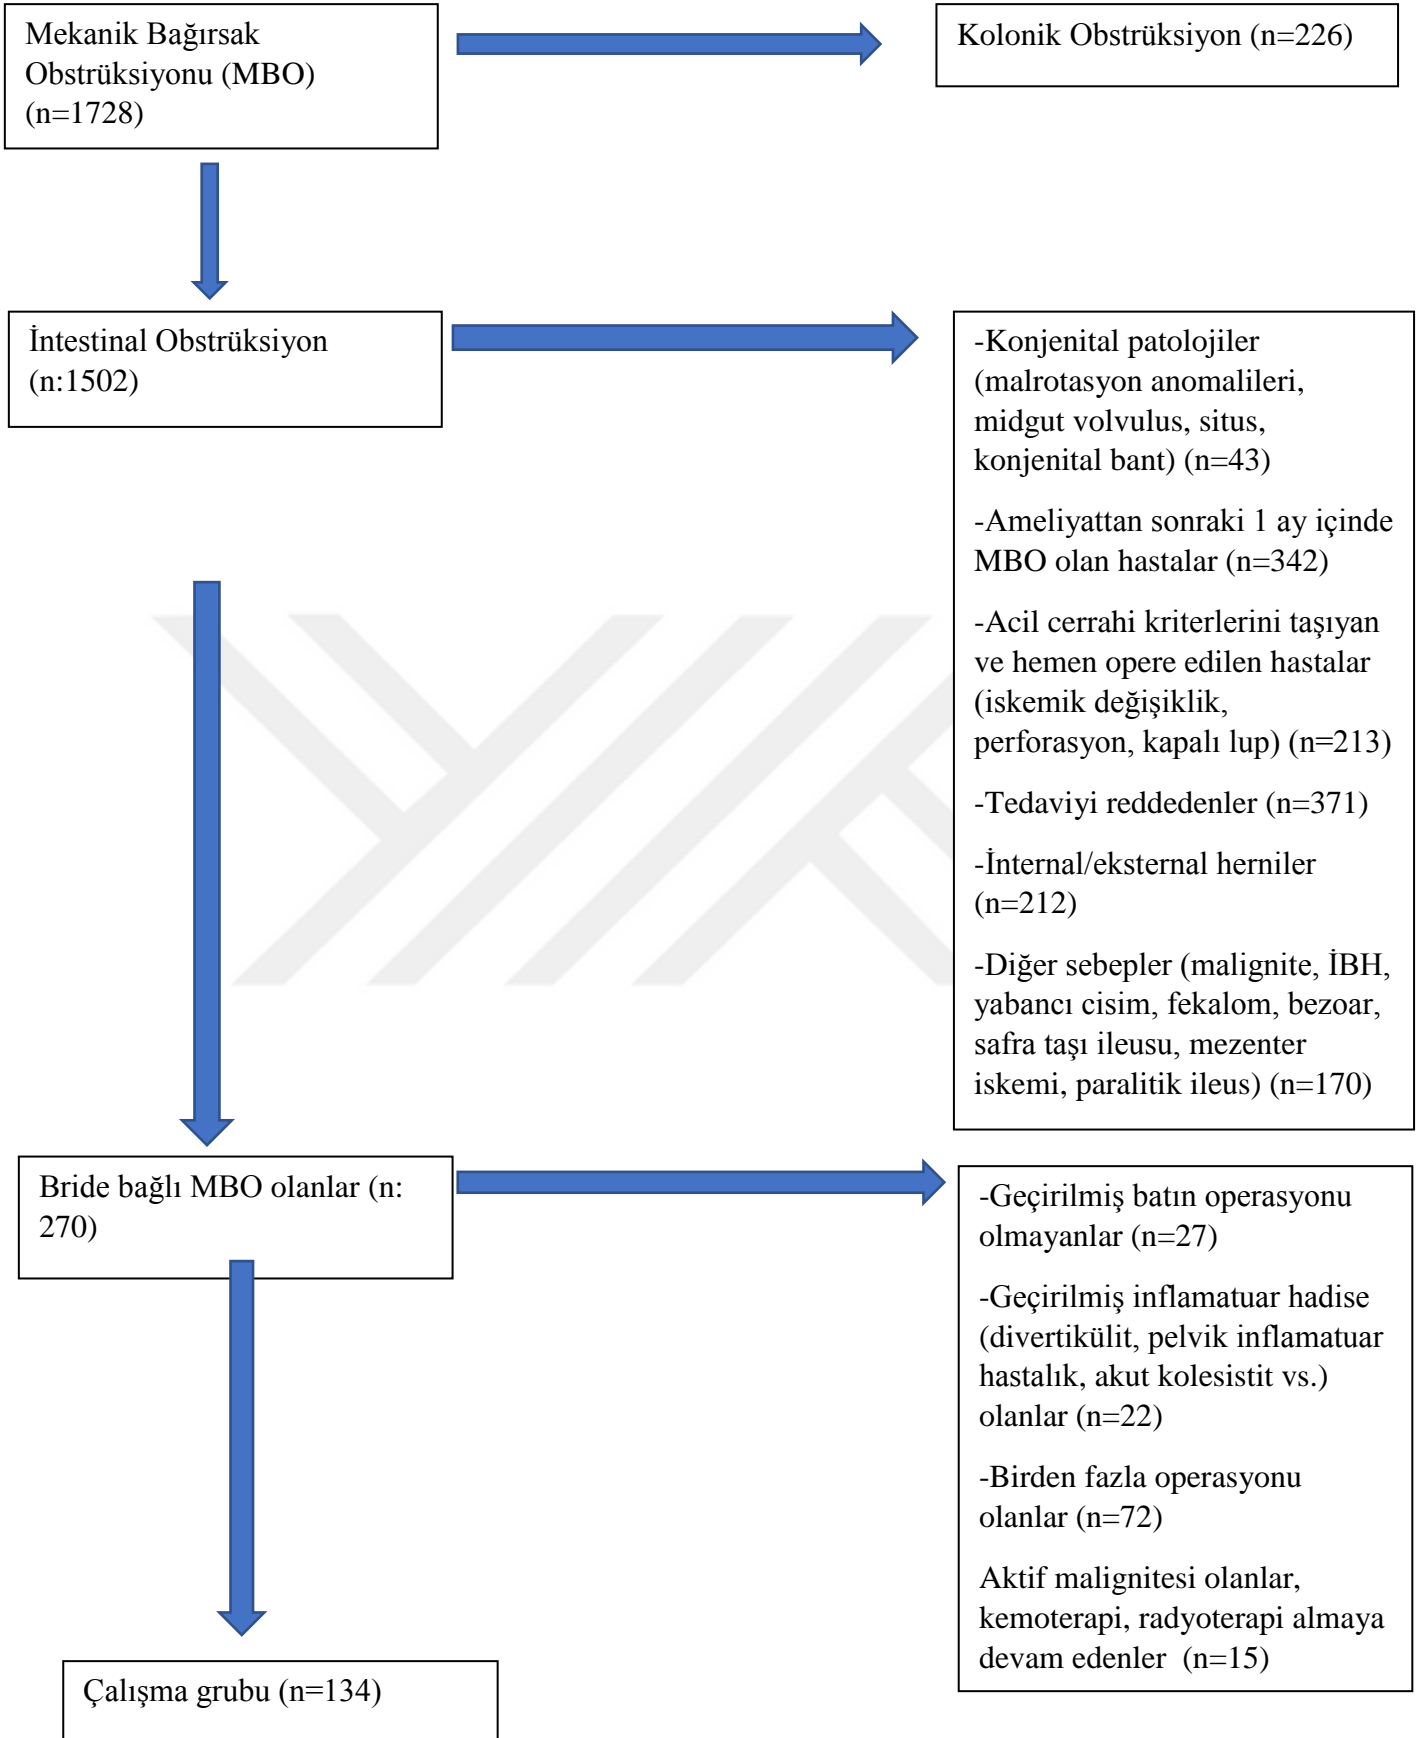 Mekanik Bağırsak
Obstrüksiyonu (MBO)
(n=1728)
Kolonik Obstrüksiyon (n=226)
İntestinal Obstrüksiyon
(n:1502)
-Konjenital patolojiler
(malrotasyon anomalileri,
midgut volvulus, situs,
konjenital bant) (n=43)
-Ameliyattan sonraki 1 ay içinde
MBO olan hastalar (n=342)
-Acil cerrahi kriterlerini taşıyan
ve hemen opere edilen hastalar
(iskemik değişiklik,
perforasyon, kapalı lup) (n=213)
-Tedaviyi reddedenler (n=371)
-İnternal/eksternal herniler
(n=212)
-Diğer sebepler (malignite, İBH,
yabancı cisim, fekalom, bezoar,
safra taşı ileusu, mezenter
iskemi, paralitik ileus) (n=170)
Bride bağlı MBO olanlar (n:
270)
-Geçirilmiş batın operasyonu
olmayanlar (n=27)
-Geçirilmiş inflamatuar hadise
(divertikülit, pelvik inflamatuar
hastalık, akut kolesistit vs.)
olanlar (n=22)
-Birden fazla operasyonu
olanlar (n=72)
Aktif malignitesi olanlar,
kemoterapi, radyoterapi almaya
devam edenler  (n=15)
Çalışma grubu (n=134)